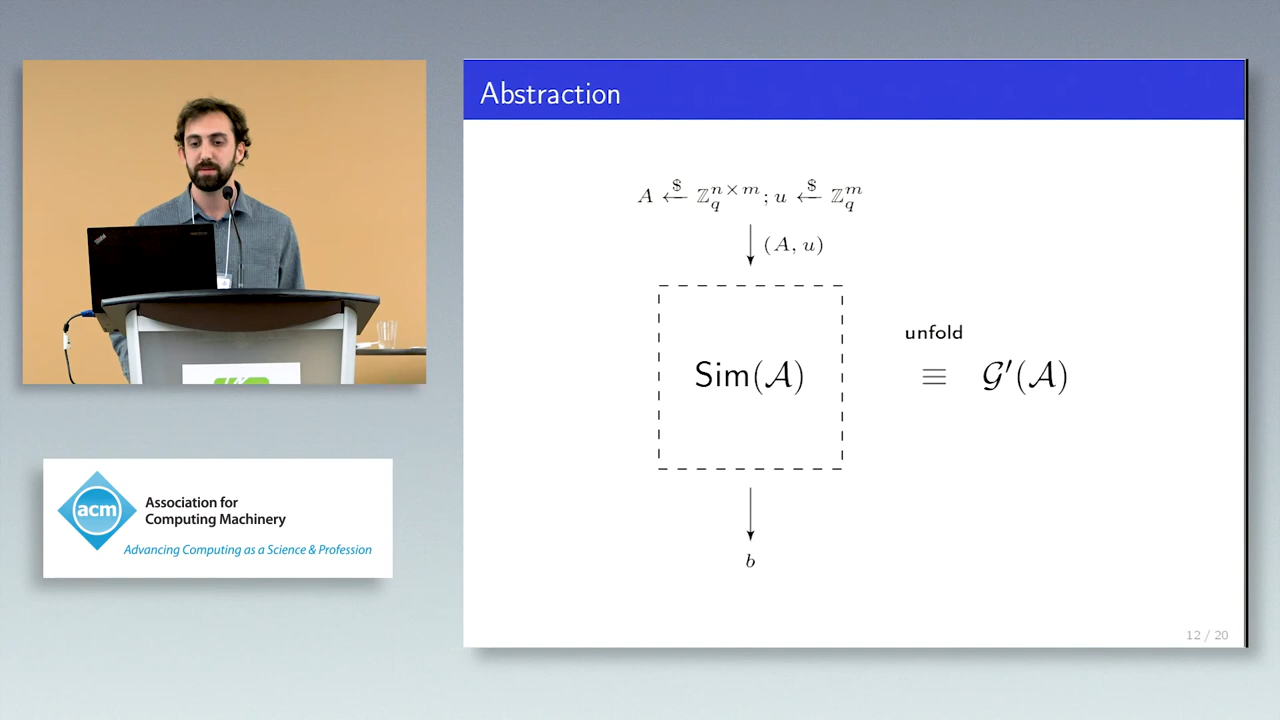 Abstraction
A ←$ ℤ_q^{n×m}; u ←$ ℤ_q^m
(A, u)
Sim(𝒜)
unfold
≡ 𝒢′(𝒜)
b
12 / 20
acm
Association for
Computing Machinery
Advancing Computing as a Science & Profession